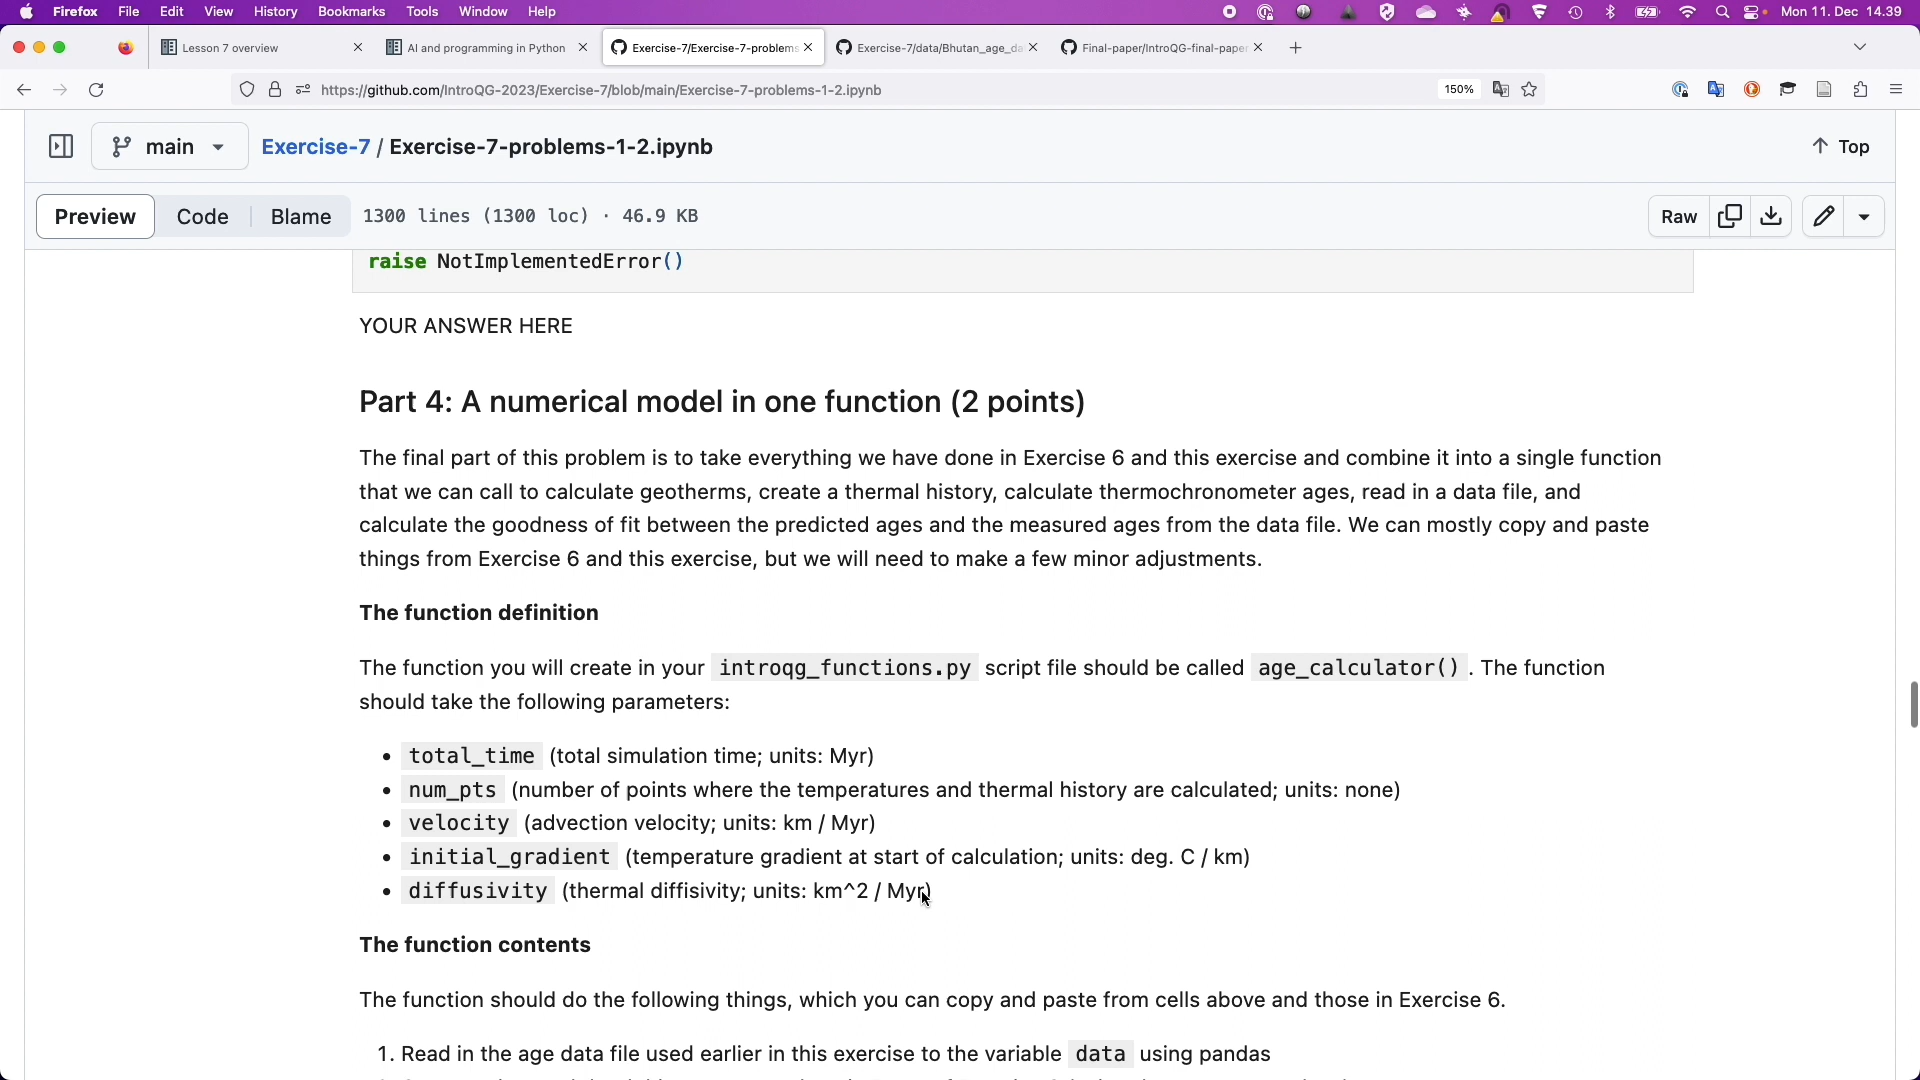 Firefox File Edit View History Bookmarks Tools Window Help Mon 11. Dec 14.39
Lesson 7 overview AI and programming in Python Exercise-7/Exercise-7-problems Exercise-7/data/Bhutan_age_da Final-paper/IntroQG-final-paper
https://github.com/IntroQG-2023/Exercise-7/blob/main/Exercise-7-problems-1-2.ipynb 150%
main Exercise-7 / Exercise-7-problems-1-2.ipynb Top
Preview Code Blame 1300 lines (1300 loc) · 46.9 KB Raw
raise NotImplementedError()
YOUR ANSWER HERE
Part 4: A numerical model in one function (2 points)
The final part of this problem is to take everything we have done in Exercise 6 and this exercise and combine it into a single function
that we can call to calculate geotherms, create a thermal history, calculate thermochronometer ages, read in a data file, and
calculate the goodness of fit between the predicted ages and the measured ages from the data file. We can mostly copy and paste
things from Exercise 6 and this exercise, but we will need to make a few minor adjustments.
The function definition
The function you will create in your introqg_functions.py script file should be called age_calculator() . The function
should take the following parameters:
• total_time (total simulation time; units: Myr)
• num_pts (number of points where the temperatures and thermal history are calculated; units: none)
• velocity (advection velocity; units: km / Myr)
• initial_gradient (temperature gradient at start of calculation; units: deg. C / km)
• diffusivity (thermal diffisivity; units: km^2 / Myr)
The function contents
The function should do the following things, which you can copy and paste from cells above and those in Exercise 6.
1. Read in the age data file used earlier in this exercise to the variable data using pandas